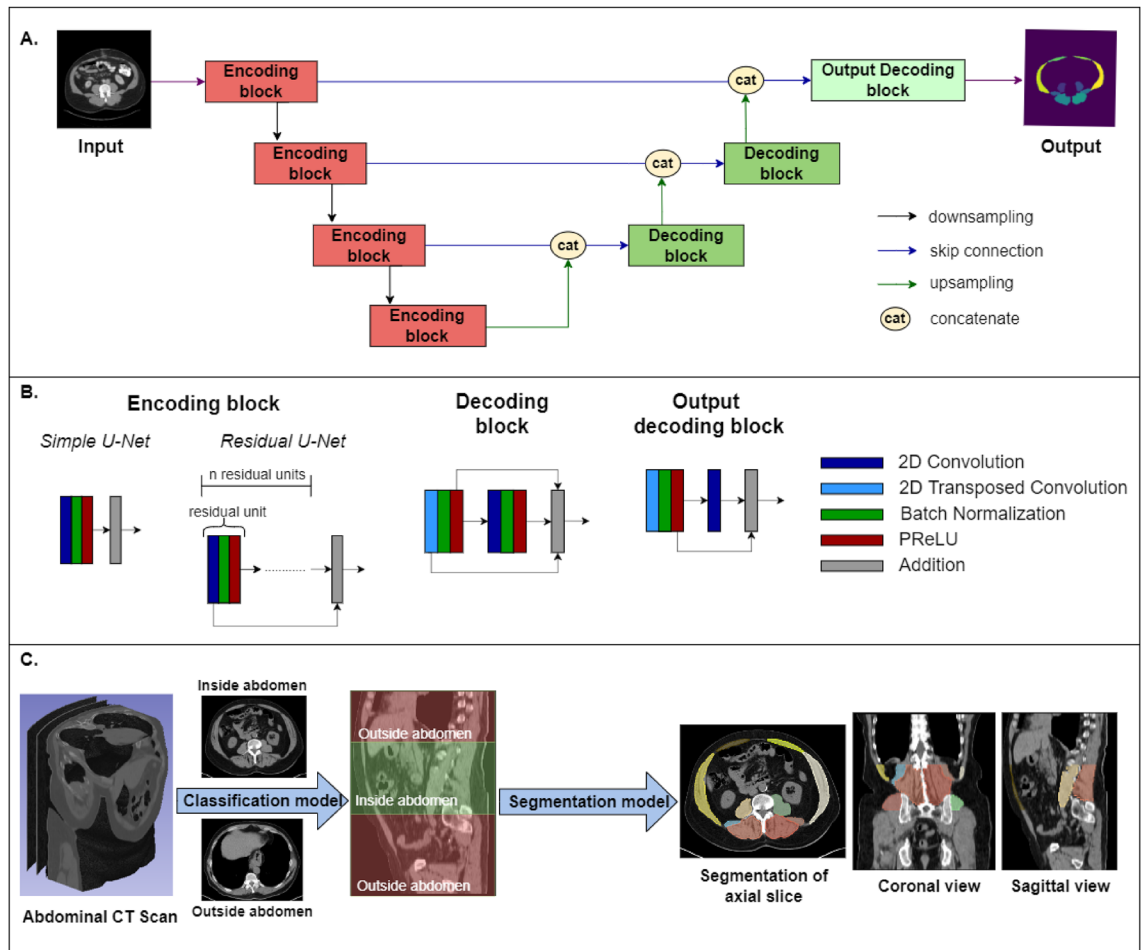 A.
Input
Encoding
block
cat
Output Decoding
block
Output
Encoding
block
cat
Decoding
block
Encoding
block
cat
Decoding
block
Encoding
block
downsampling
skip connection
upsampling
cat concatenate
B.
Encoding block
Simple U-Net
Residual U-Net
n residual units
residual unit
Decoding
block
Output
decoding block
2D Convolution
2D Transposed Convolution
Batch Normalization
PReLU
Addition
C.
Abdominal CT Scan
Inside abdomen
Classification model
Outside abdomen
Outside abdomen
Inside abdomen
Outside abdomen
Segmentation model
Segmentation of
axial slice
Coronal view
Sagittal view